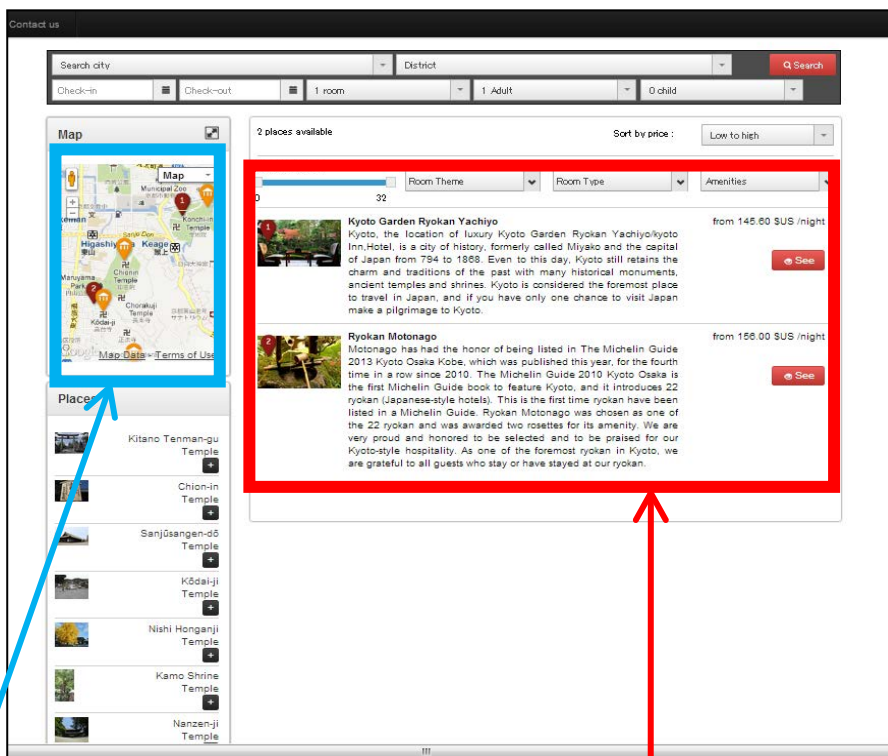 Contact us
Search city
District
Search
Check-in
Check-out
1 room
1 Adult
0 child
Map
2 places available
Sort by price :
Low to high
Map
Municipal Zoo
1
Konchi-in
Temple
Higashiyama
東山
Keage
蹴上
Chionin
Temple
Maruyama
Park
2
Chorakuji
Temple
Kōdai-ji
Map Data - Terms of Use
0
32
Room Theme
Room Type
Amenities
1
Kyoto Garden Ryokan Yachiyo
from 145.60 $US /night
Kyoto, the location of luxury Kyoto Garden Ryokan Yachiyo/kyoto
Inn,Hotel, is a city of history, formerly called Miyako and the capital
of Japan from 794 to 1868. Even to this day, Kyoto still retains the
charm and traditions of the past with many historical monuments,
ancient temples and shrines. Kyoto is considered the foremost place
to travel in Japan, and if you have only one chance to visit Japan
make a pilgrimage to Kyoto.
See
2
Ryokan Motonago
from 156.00 $US /night
Motonago has had the honor of being listed in The Michelin Guide
2013 Kyoto Osaka Kobe, which was published this year, for the fourth
time in a row since 2010. The Michelin Guide 2010 Kyoto Osaka is
the first Michelin Guide book to feature Kyoto, and it introduces 22
ryokan (Japanese-style hotels). This is the first time ryokan have been
listed in a Michelin Guide. Ryokan Motonago was chosen as one of
the 22 ryokan and was awarded two rosettes for its amenity. We are
very proud and honored to be selected and to be praised for our
Kyoto-style hospitality. As one of the foremost ryokan in Kyoto, we
are grateful to all guests who stay or have stayed at our ryokan.
See
Places
Kitano Tenman-gu
Temple
Chion-in
Temple
Sanjūsangen-dō
Temple
Kōdai-ji
Temple
Nishi Honganji
Temple
Kamo Shrine
Temple
Nanzen-ji
Temple